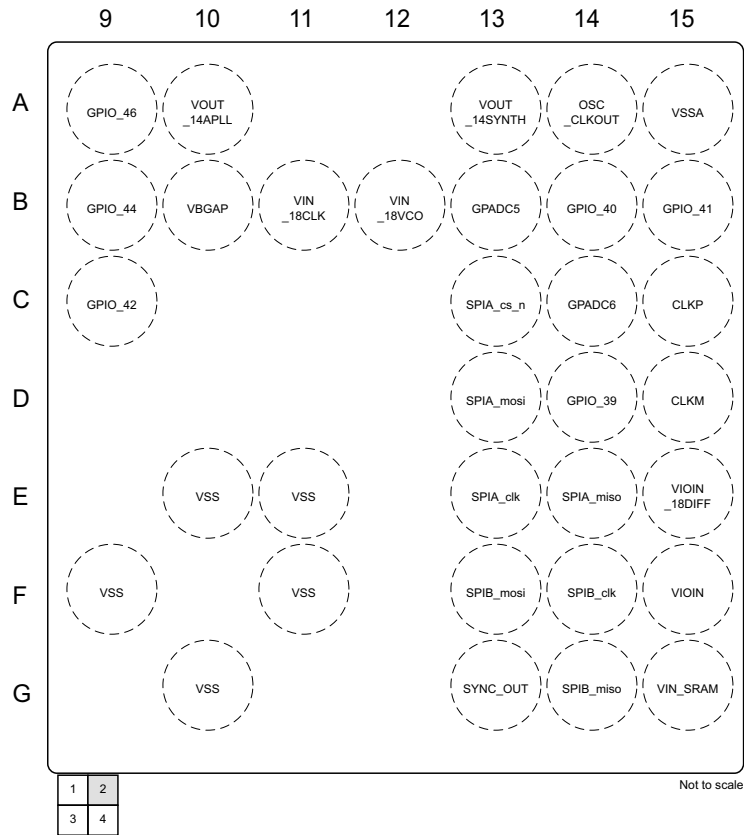 9 10 11 12 13 14 15
A GPIO_46 VOUT _14APLL VOUT _14SYNTH OSC _CLKOUT VSSA
B GPIO_44 VBGAP VIN _18CLK VIN _18VCO GPADC5 GPIO_40 GPIO_41
C GPIO_42 SPIA_cs_n GPADC6 CLKP
D SPIA_mosi GPIO_39 CLKM
E VSS VSS SPIA_clk SPIA_miso VIOIN _18DIFF
F VSS VSS SPIB_mosi SPIB_clk VIOIN
G VSS SYNC_OUT SPIB_miso VIN_SRAM
Not to scale
1 2
3 4